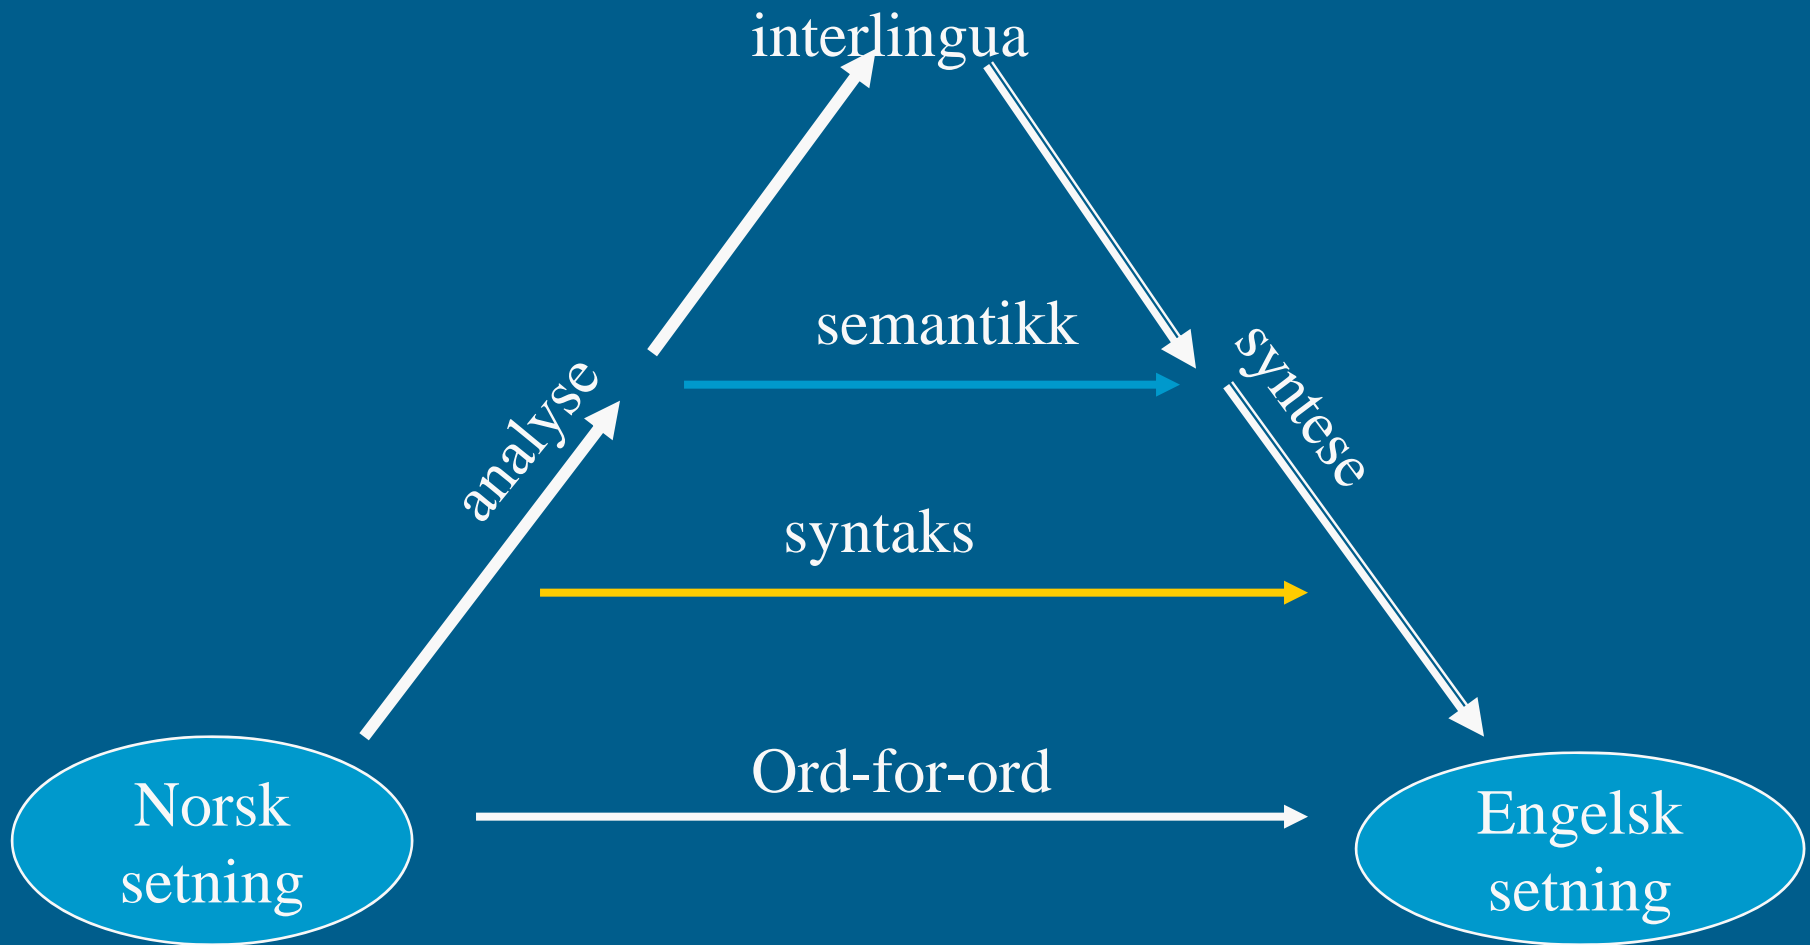 interlingua
semantikk
analyse
syntese
syntaks
Ord-for-ord
Norsk
setning
Engelsk
setning